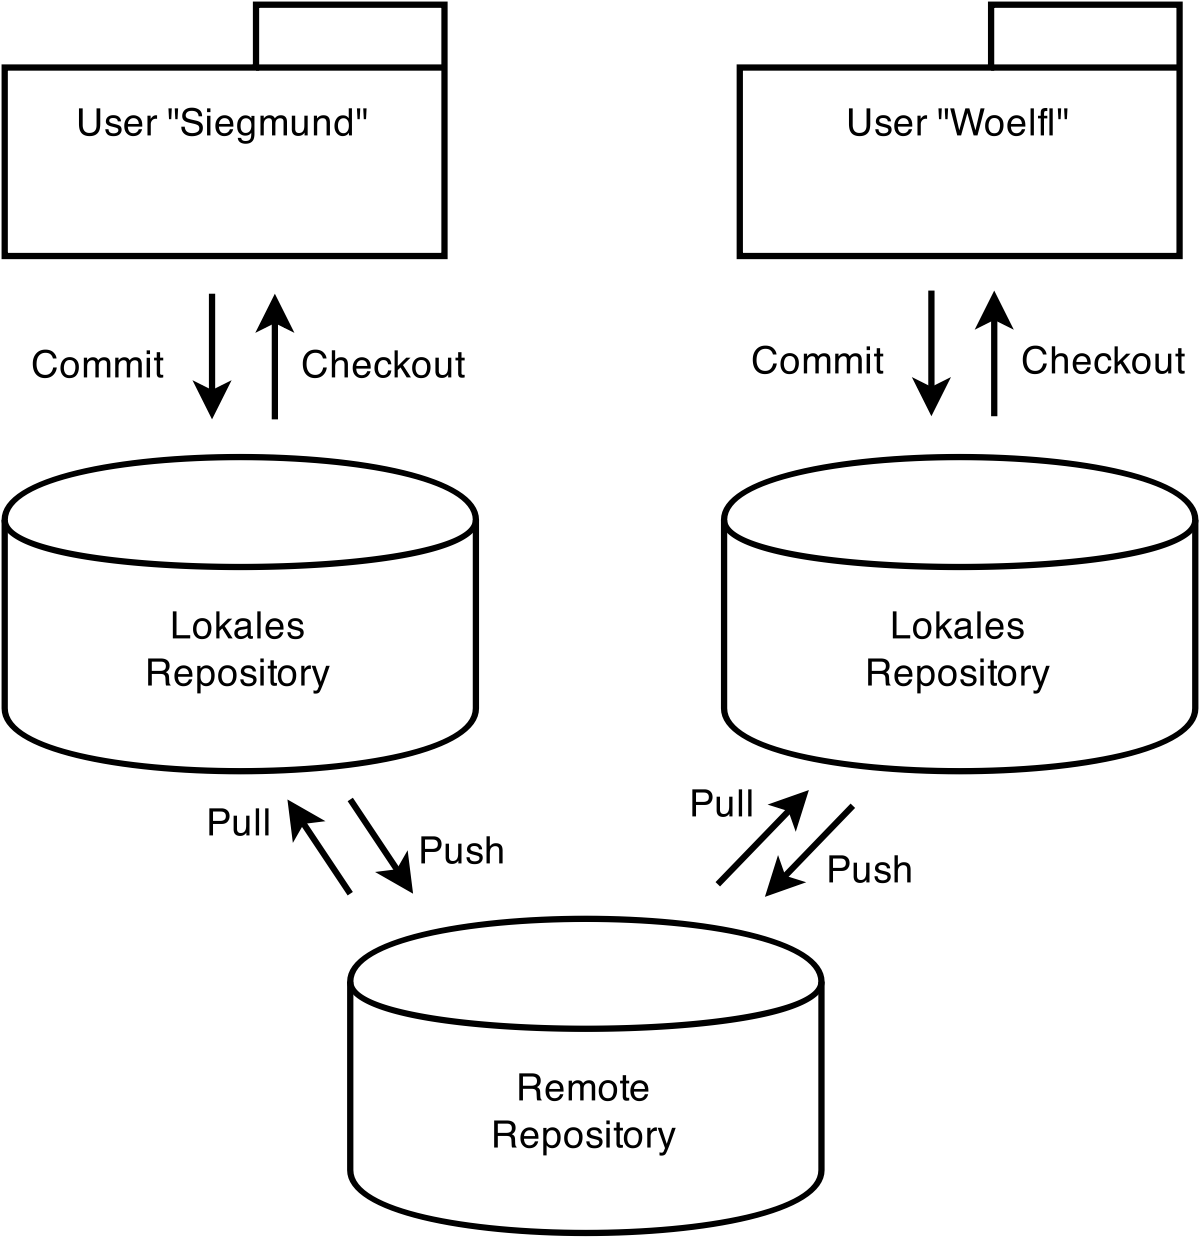 User "Siegmund"
User "Woelfl"
Commit
Checkout
Commit
Checkout
Lokales
Repository
Lokales
Repository
Pull
Push
Pull
Push
Remote
Repository